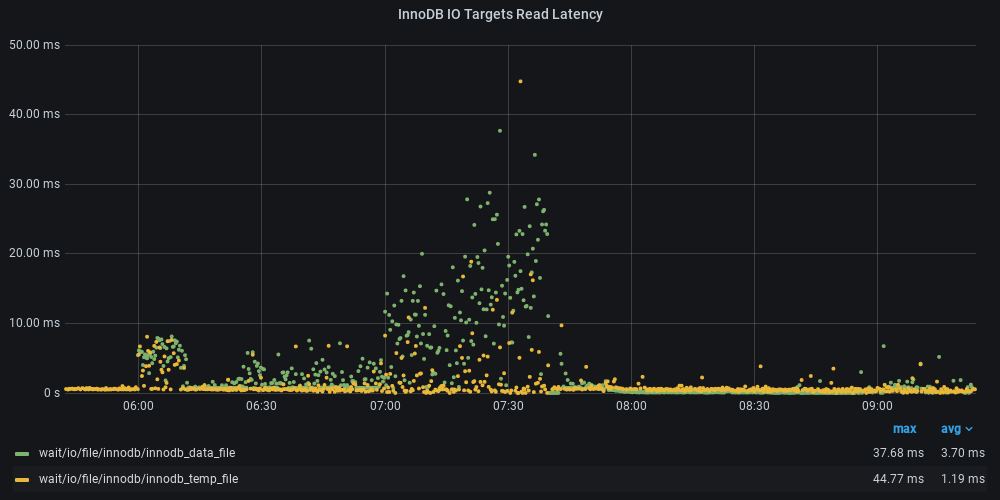 InnoDB IO Targets Read Latency
50.00 ms
40.00 ms
30.00 ms
20.00 ms
10.00 ms
0 s
06:00 06:30 07:00 07:30 08:00 08:30 09:00
max avg
wait/io/file/innodb/innodb_data_file 37.68 ms 3.70 ms
wait/io/file/innodb/innodb_temp_file 44.77 ms 1.19 ms